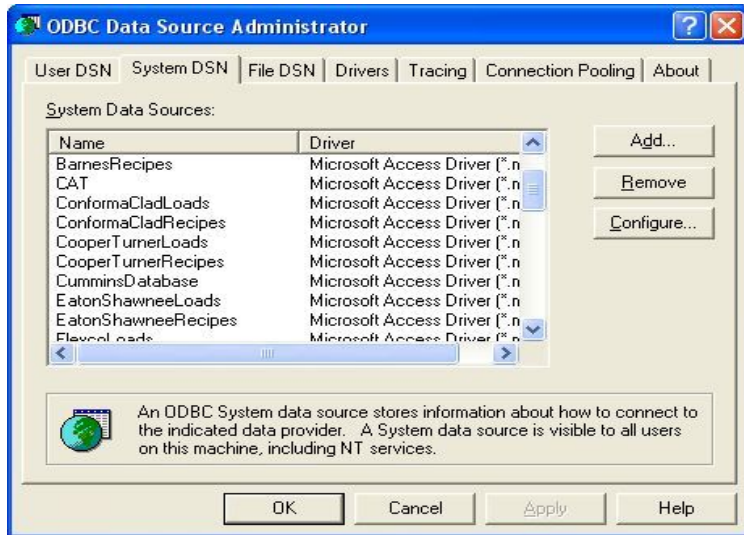 ODBC Data Source Administrator
User DSN System DSN File DSN Drivers Tracing Connection Pooling About
System Data Sources:
Name Driver
BarnesRecipes Microsoft Access Driver (*.n
CAT Microsoft Access Driver (*.n
ConformaCladLoads Microsoft Access Driver (*.n
ConformaCladRecipes Microsoft Access Driver (*.n
CooperTurnerLoads Microsoft Access Driver (*.n
CooperTurnerRecipes Microsoft Access Driver (*.n
CumminsDatabase Microsoft Access Driver (*.n
EatonShawneeLoads Microsoft Access Driver (*.n
EatonShawneeRecipes Microsoft Access Driver (*.n
FlexcoLoads Microsoft Access Driver (*.n
Add...
Remove
Configure...
An ODBC System data source stores information about how to connect to
the indicated data provider. A System data source is visible to all users
on this machine, including NT services.
OK Cancel Apply Help